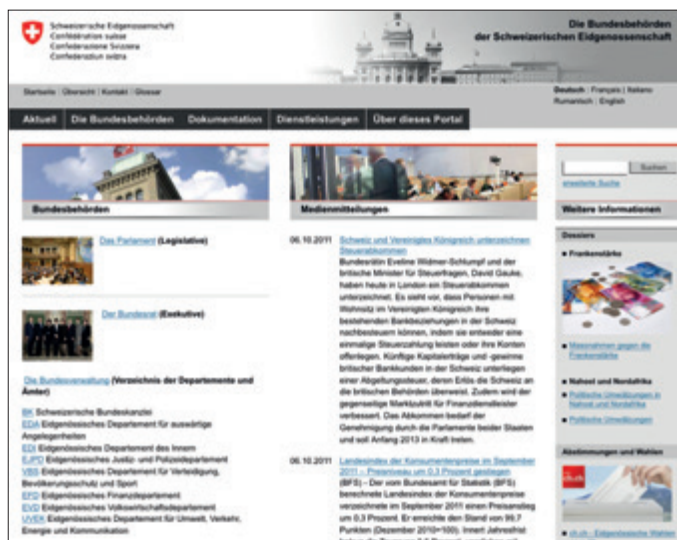 Schweizerische Eidgenossenschaft
Confédération suisse
Confederazione Svizzera
Confederaziun svizra
Die Bundesbehörden
der Schweizerischen Eidgenossenschaft
Startseite | Übersicht | Kontakt | Glossar
Deutsch | Français | Italiano
Rumantsch | English
Aktuell
Die Bundesbehörden
Dokumentation
Dienstleistungen
Über dieses Portal
Bundesbehörden
Das Parlament (Legislative)
Der Bundesrat (Exekutive)
Die Bundesverwaltung (Verzeichnis der Departemente und
Ämter)
BK Schweizerische Bundeskanzlei
EDA Eidgenössisches Departement für auswärtige
Angelegenheiten
EDI Eidgenössisches Departement des Innern
EJPD Eidgenössisches Justiz- und Polizeidepartement
VBS Eidgenössisches Departement für Verteidigung,
Bevölkerungsschutz und Sport
EFD Eidgenössisches Finanzdepartement
EVD Eidgenössisches Volkswirtschaftsdepartement
UVEK Eidgenössisches Departement für Umwelt, Verkehr,
Energie und Kommunikation
Medienmitteilungen
06.10.2011 Schweiz und Vereinigtes Königreich unterzeichnen
Steuerabkommen
Bundesrätin Eveline Widmer-Schlumpf und der
britische Minister für Steuerfragen, David Gauke,
haben heute in London ein Steuerabkommen
unterzeichnet. Es sieht vor, dass Personen mit
Wohnsitz im Vereinigten Königreich ihre
bestehenden Bankbeziehungen in der Schweiz
nachbesteuern können, indem sie entweder eine
einmalige Steuerzahlung leisten oder ihre Konten
offenlegen. Künftige Kapitalerträge und -gewinne
britischer Bankkunden in der Schweiz unterliegen
einer Abgeltungssteuer, deren Erlös die Schweiz an
die britischen Behörden überweist. Zudem wird der
gegenseitige Marktzutritt für Finanzdienstleister
verbessert. Das Abkommen bedarf der
Genehmigung durch die Parlamente beider Staaten
und soll Anfang 2013 in Kraft treten.
06.10.2011 Landesindex der Konsumentenpreise im September
2011 – Preisniveau um 0,3 Prozent gestiegen
(BFS) - Der vom Bundesamt für Statistik (BFS)
berechnete Landesindex der Konsumentenpreise
verzeichnete im September 2011 einen Preisanstieg
um 0,3 Prozent. Er erreichte den Stand von 99,7
Punkten (Dezember 2010=100). Innert Jahresfrist
Suchen
erweiterte Suche
Weitere Informationen
Dossiers
Frankenstärke
Massnahmen gegen die
Frankenstärke
Nahost und Nordafrika
Politische Umwälzungen in
Nahost und Nordafrika
Politische Umwälzungen
Abstimmungen und Wahlen
ch.ch
ch.ch - Eidgenössische Wahlen